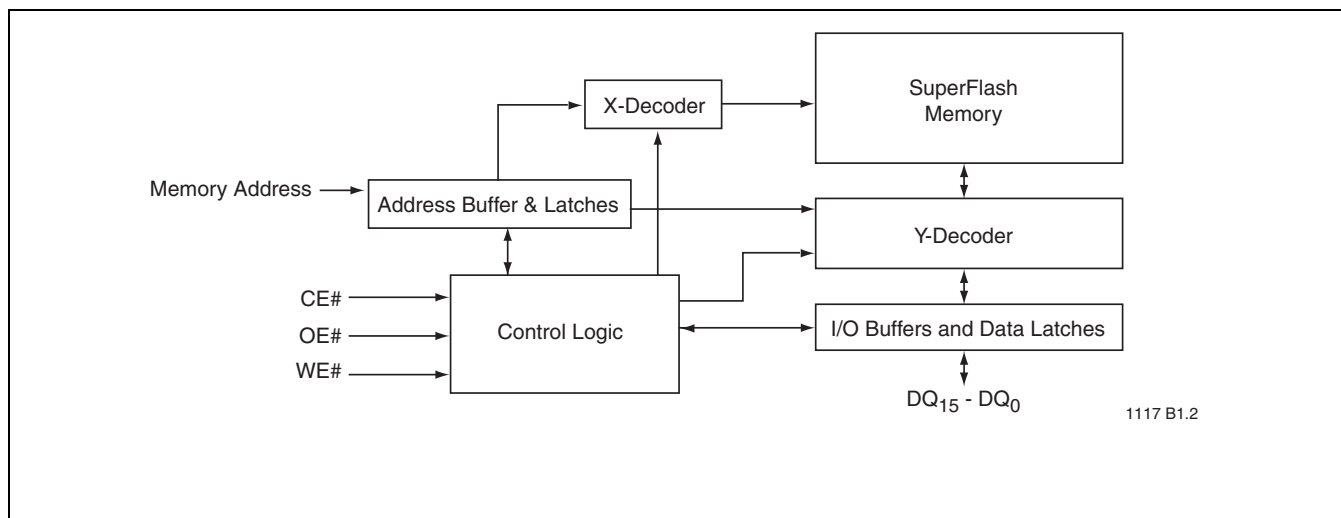 SuperFlash
Memory
X-Decoder
Memory Address
Address Buffer & Latches
Y-Decoder
CE#
OE#
WE#
Control Logic
I/O Buffers and Data Latches
DQ15 - DQ0
1117 B1.2